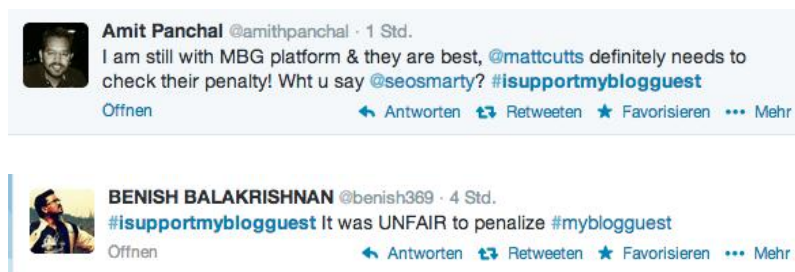 Amit Panchal @amithpanchal · 1 Std.
I am still with MBG platform & they are best, @mattcutts definitely needs to
check their penalty! Wht u say @seosmarty? #isupportmyblogguest
Öffnen Antworten Retweeten Favorisieren Mehr
BENISH BALAKRISHNAN @benish369 · 4 Std.
#isupportmyblogguest It was UNFAIR to penalize #myblogguest
Öffnen Antworten Retweeten Favorisieren Mehr